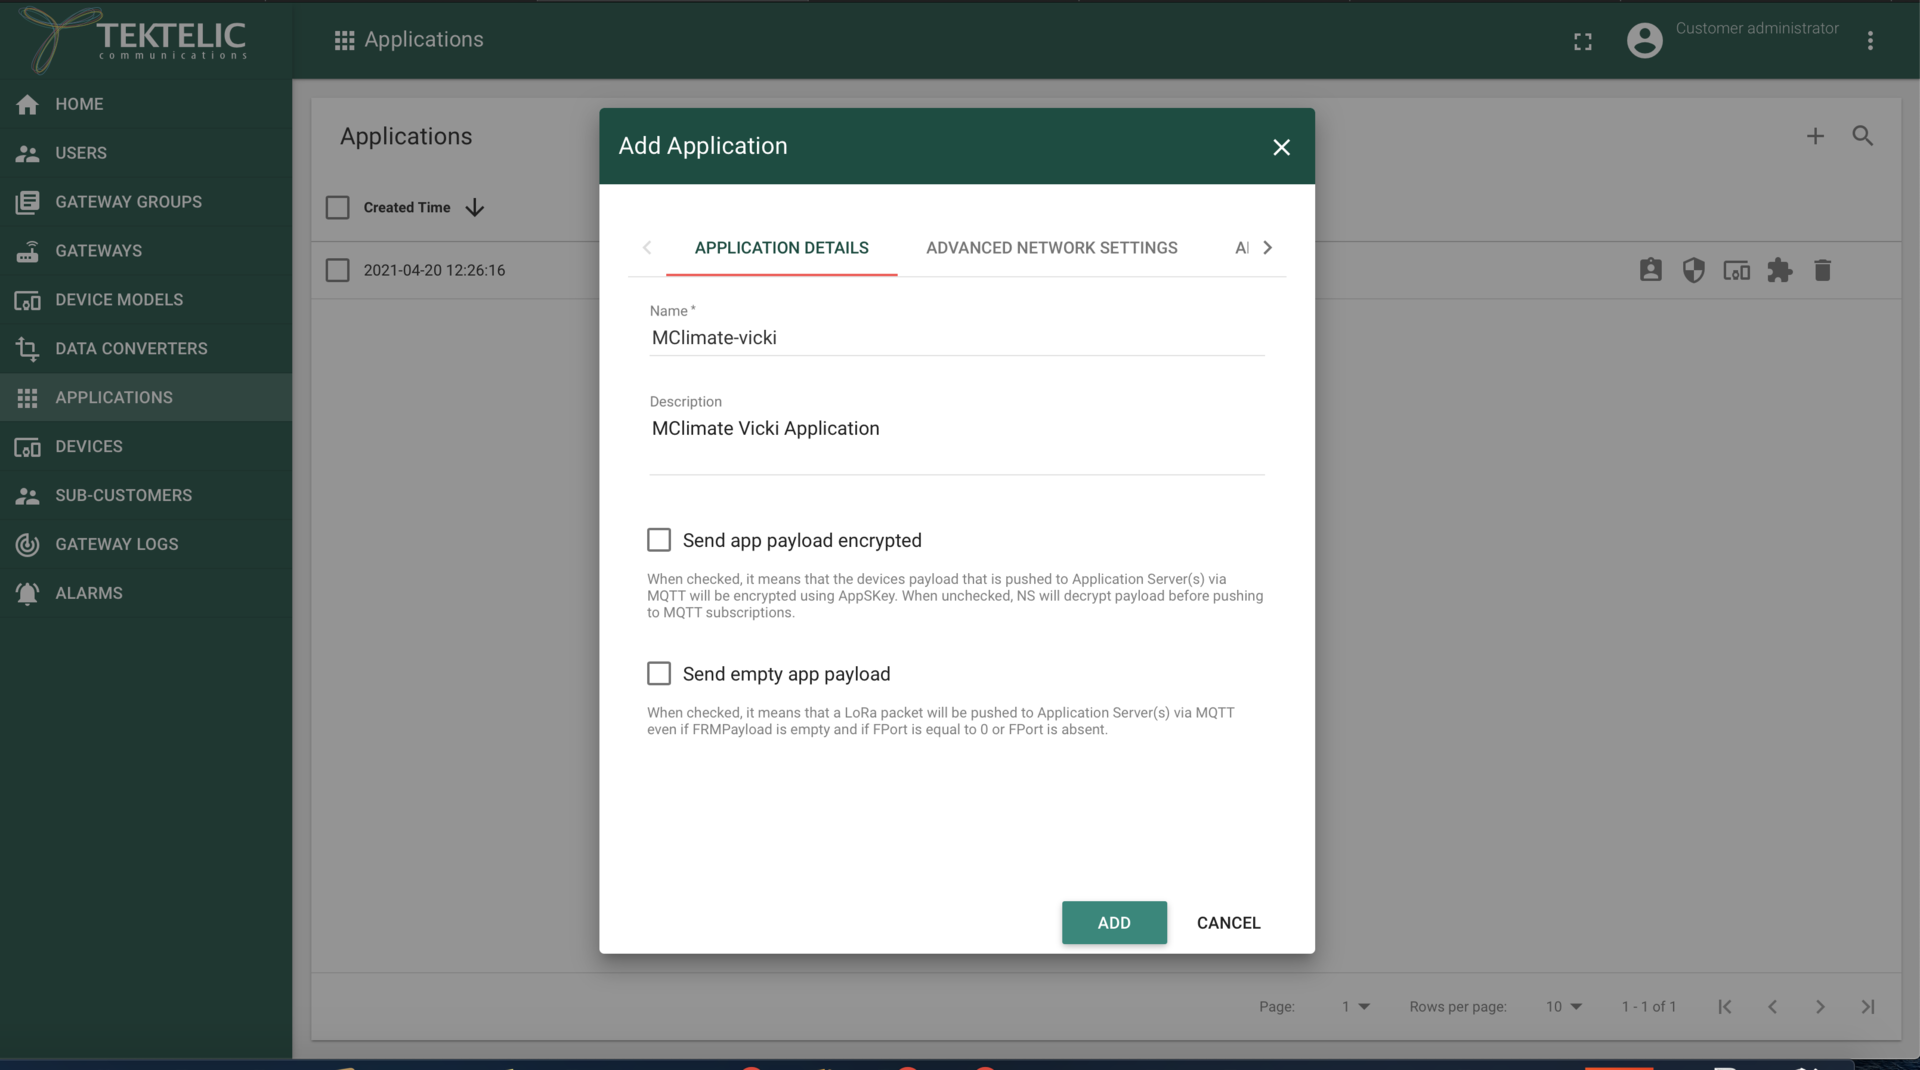 TEKTELIC
communications
Applications
Customer administrator
HOME
USERS
GATEWAY GROUPS
GATEWAYS
DEVICE MODELS
DATA CONVERTERS
APPLICATIONS
DEVICES
SUB-CUSTOMERS
GATEWAY LOGS
ALARMS
Applications
Created Time
2021-04-20 12:26:16
Add Application
APPLICATION DETAILS
ADVANCED NETWORK SETTINGS
Name *
MClimate-vicki
Description
MClimate Vicki Application
Send app payload encrypted
When checked, it means that the devices payload that is pushed to Application Server(s) via
MQTT will be encrypted using AppSKey. When unchecked, NS will decrypt payload before pushing
to MQTT subscriptions.
Send empty app payload
When checked, it means that a LoRa packet will be pushed to Application Server(s) via MQTT
even if FRMPayload is empty and if FPort is equal to 0 or FPort is absent.
ADD
CANCEL
Page:
1
Rows per page:
10
1 - 1 of 1